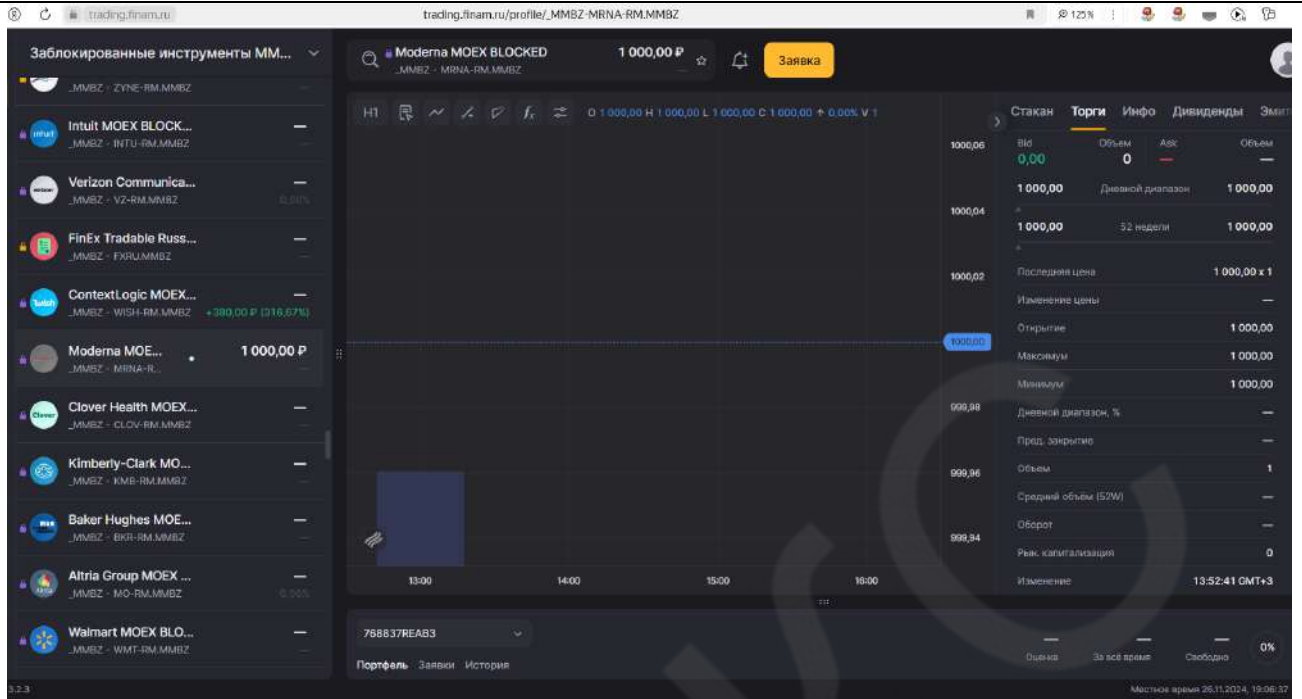 trading.finam.ru
trading.finam.ru/profile/_MMBZ-MRNA-RM.MMBZ
125%
Заблокированные инструменты MM...
_MMBZ - ZYNE-RM.MMBZ
Intuit MOEX BLOCK...
_MMBZ - INTU-RM.MMBZ
Verizon Communica...
_MMBZ - VZ-RM.MMBZ
0,00%
FinEx Tradable Russ...
_MMBZ - FXRU.MMBZ
ContextLogic MOEX...
_MMBZ - WISH-RM.MMBZ
+380,00 ₽ (316,67%)
Moderna MOE...
1 000,00 ₽
_MMBZ - MRNA-R...
Clover Health MOEX...
_MMBZ - CLOV-RM.MMBZ
Kimberly-Clark MO...
_MMBZ - KMB-RM.MMBZ
Baker Hughes MOE...
_MMBZ - BKR-RM.MMBZ
Altria Group MOEX ...
_MMBZ - MO-RM.MMBZ
0,00%
Walmart MOEX BLO...
_MMBZ - WMT-RM.MMBZ
3.2.3
Moderna MOEX BLOCKED
1 000,00 ₽
_MMBZ - MRNA-RM.MMBZ
Заявка
H1
O 1 000,00 H 1 000,00 L 1 000,00 C 1 000,00 ↑ 0,00% V 1
1000,06
1000,04
1000,02
1000,00
999,98
999,96
999,94
13:00 14:00 15:00 16:00
768837REAB3
Портфель Заявки История
Стакан Торги Инфо Дивиденды Эмит
Bid Объем Ask Объем
0,00 0 — —
1 000,00 Дневной диапазон 1 000,00
1 000,00 52 недели 1 000,00
Последняя цена 1 000,00 x 1
Изменение цены —
Открытие 1 000,00
Максимум 1 000,00
Минимум 1 000,00
Дневной диапазон, % —
Пред. закрытие —
Объем 1
Средний объём (52W) —
Оборот —
Рын. капитализация 0
Изменение 13:52:41 GMT+3
Оценка За всё время Свободно 0%
Местное время 26.11.2024, 19:06:37